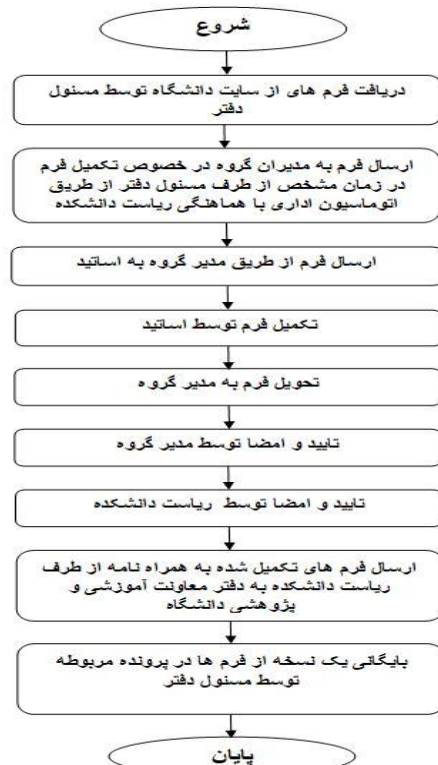 شروع
دریافت فرم های از سایت دانشگاه توسط مسئول
دفتر
ارسال فرم به مدیران گروه در خصوص تکمیل فرم
در زمان مشخص از طرف مسئول دفتر از طریق
اتوماسیون اداری با هماهنگی ریاست دانشکده
ارسال فرم از طریق مدیر گروه به اساتید
تکمیل فرم توسط اساتید
تحویل فرم به مدیر گروه
تایید و امضا توسط مدیر گروه
تایید و امضا توسط ریاست دانشکده
ارسال فرم های تکمیل شده به همراه نامه از طرف
ریاست دانشکده به دفتر معاونت آموزشی و
پژوهشی دانشگاه
بایگانی یک نسخه از فرم ها در پرونده مربوطه
توسط مسئول دفتر
پایان